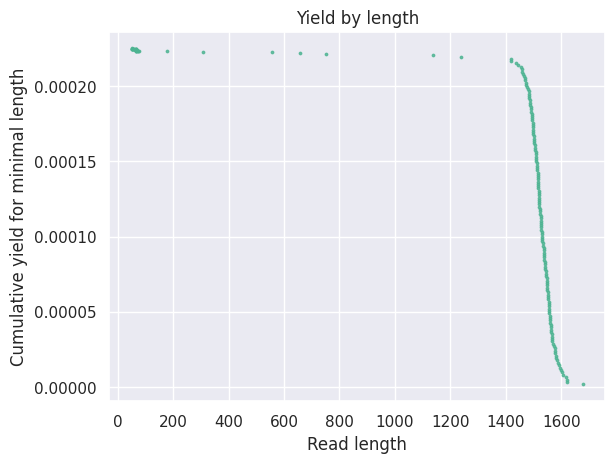 Yield by length
Cumulative yield for minimal length
0.00020
0.00015
0.00010
0.00005
0.00000
0 200 400 600 800 1000 1200 1400 1600
Read length